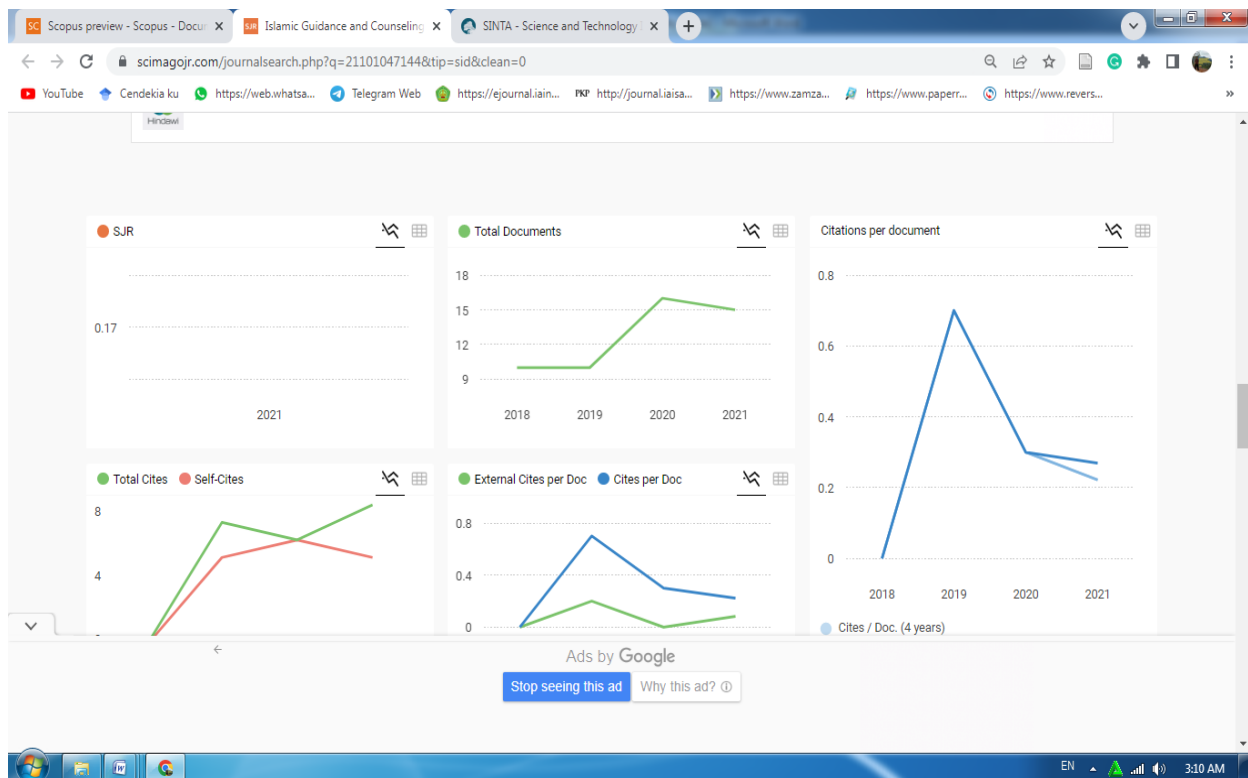 SC Scopus preview - Scopus - Docur
SJR Islamic Guidance and Counseling
SINTA - Science and Technology I
scimagojr.com/journalsearch.php?q=21101047144&tip=sid&clean=0
YouTube Cendekia ku https://web.whatsa... Telegram Web https://ejournal.iain... PKP http://journal.iaisa... https://www.zamza... https://www.paperr... https://www.revers... »
Hindawi
SJR
0.17
2021
Total Documents
18
15
12
9
2018 2019 2020 2021
Citations per document
0.8
0.6
0.4
0.2
0
2018 2019 2020 2021
Cites / Doc. (4 years)
Total Cites Self-Cites
8
4
External Cites per Doc Cites per Doc
0.8
0.4
0
Ads by Google
Stop seeing this ad Why this ad?
EN 3:10 AM